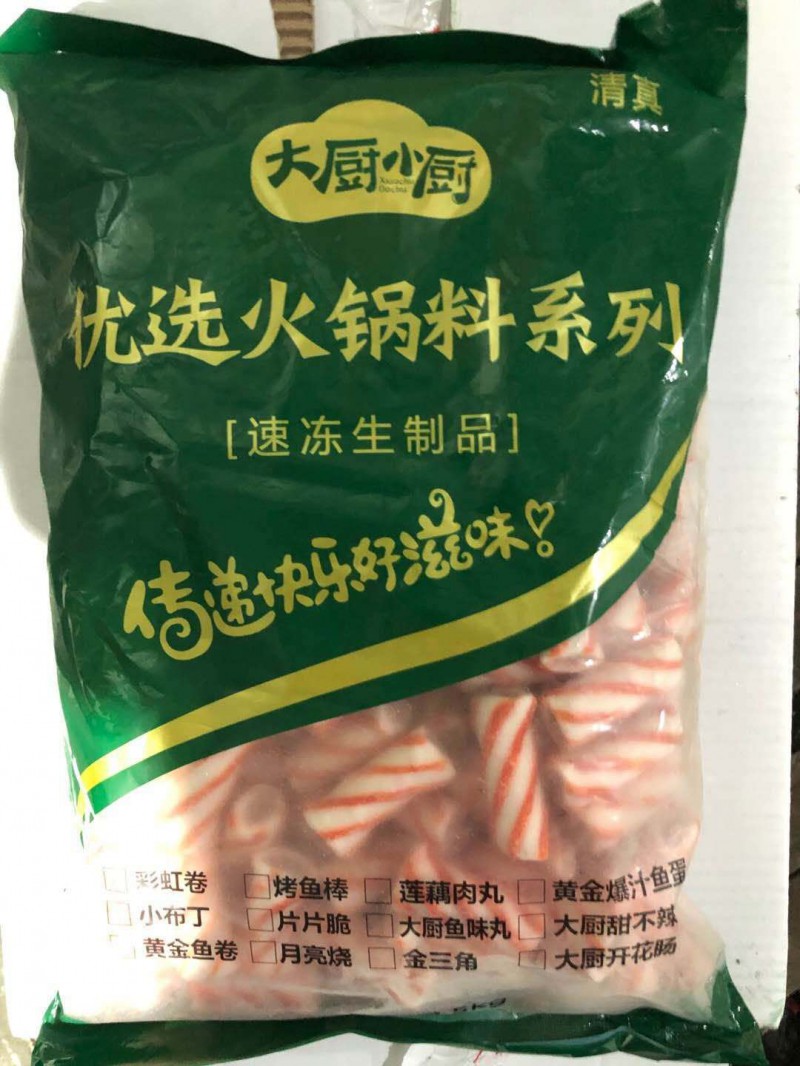 清真
大厨小厨
优选火锅料系列
[速冻生制品]
传递快乐好滋味!
□彩虹卷 □烤鱼棒 □莲藕肉丸 □黄金爆汁鱼蛋
□小布丁 □片片脆 □大厨鱼味丸 □大厨甜不辣
□黄金鱼卷 □月亮烧 □金三角 □大厨开花肠